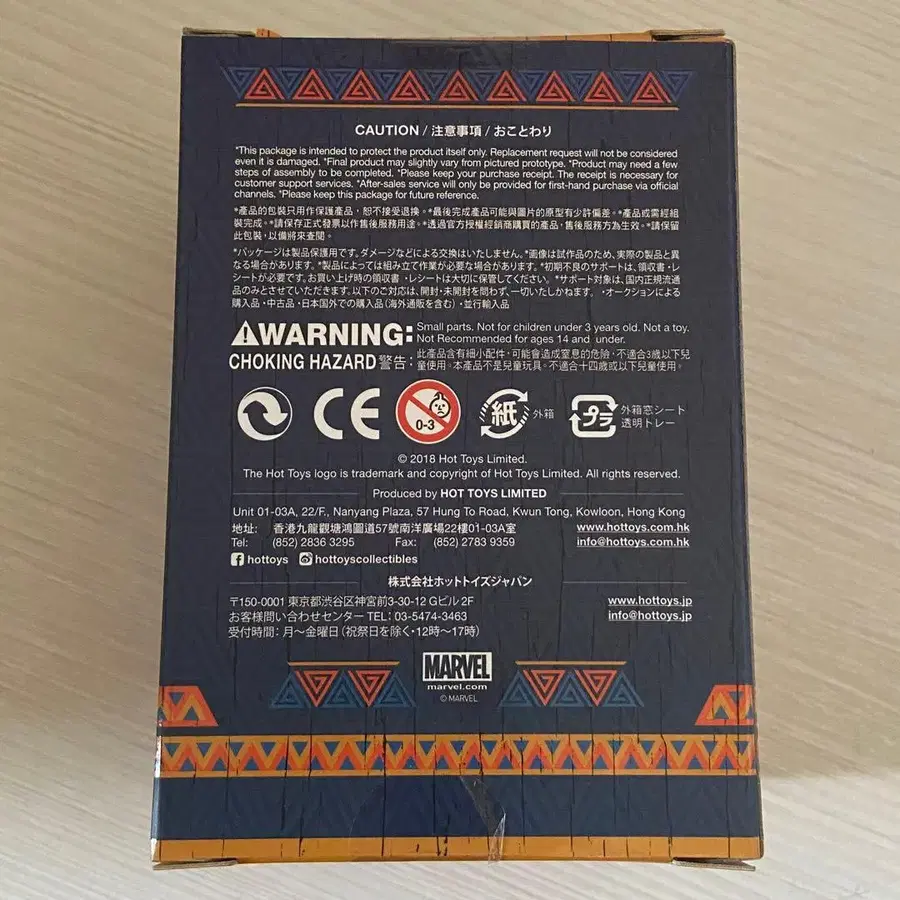 CAUTION / 注意事項 / おことわり
*This package is intended to protect the product itself only. Replacement request will not be considered
even it is damaged. *Final product may slightly vary from pictured prototype. *Product may need a few
steps of assembly to be completed. *Please keep your purchase receipt. The receipt is necessary for
customer support services. *After-sales service will only be provided for first-hand purchase via official
channels. *Please keep this package for future reference.
*產品的包裝只用作保護產品，恕不接受退換。*最後完成產品可能與圖片的原型有少許偏差。*產品或需經組
裝完成。*請保存正式發票以作售後服務用途。*透過官方授權經銷商購買的產品，售後服務方為生效。*請保留
此包裝，以備將來查閱。
*パッケージは製品保護用です。ダメージなどによる交換はいたしません。*画像は試作品のため、実際の製品と異
なる場合があります。*製品によっては組み立て作業が必要な場合があります。*初期不良のサポートは、領収書・レ
シートが必要です。お買い上げ時の領収書・レシートは大切に保管してください。*サポート対象は、国内正規流通
品のみとさせていただきます。以下のご対応は、開封・未開封を問わず、一切いたしかねます。・オークションによる
購入品・中古品・日本国外での購入品（海外通販を含む）・並行輸入品
WARNING: Small parts. Not for children under 3 years old. Not a toy.
Not Recommended for ages 14 and under.
CHOKING HAZARD 警告： 此產品含有細小配件，可能會造成窒息的危險，不適合3歲以下兒
童使用。本產品不是兒童玩具。不適合十四歲或以下兒童使用。
CE 0-3 紙 外箱 プラ 外箱窓シート
透明トレー
© 2018 Hot Toys Limited.
The Hot Toys logo is trademark and copyright of Hot Toys Limited. All rights reserved.
Produced by HOT TOYS LIMITED
Unit 01-03A, 22/F., Nanyang Plaza, 57 Hung To Road, Kwun Tong, Kowloon, Hong Kong
地址: 香港九龍觀塘鴻圖道57號南洋廣場22樓01-03A室 www.hottoys.com.hk
Tel: (852) 2836 3295 Fax: (852) 2783 9359 info@hottoys.com.hk
hottoys hottoyscollectibles
株式会社ホットトイズジャパン
〒150-0001 東京都渋谷区神宮前3-30-12 Gビル 2F www.hottoys.jp
お客様問い合わせセンター TEL：03-5474-3463 info@hottoys.jp
受付時間：月～金曜日（祝祭日を除く・12時～17時）
MARVEL
marvel.com
© MARVEL